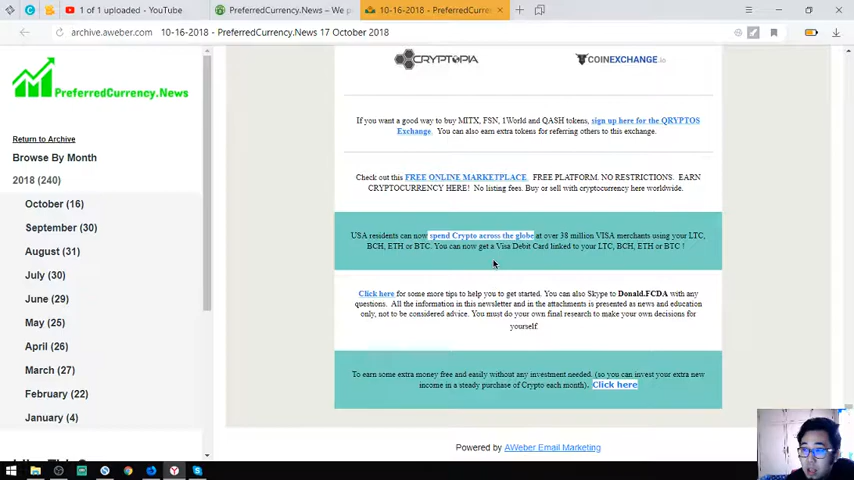 1 of 1 uploaded - YouTube
PreferredCurrency.News – We p
10-16-2018 - PreferredCurre
archive.aweber.com
10-16-2018 - PreferredCurrency.News 17 October 2018
PreferredCurrency.News
Return to Archive
Browse By Month
2018 (240)
October (16)
September (30)
August (31)
July (30)
June (29)
May (25)
April (26)
March (27)
February (22)
January (4)
CRYPTOPIA
COINEXCHANGE.io
If you want a good way to buy MITX, FSN, 1World and QASH tokens, sign up here for the QRYPTOS
Exchange. You can also earn extra tokens for referring others to this exchange.
Check out this FREE ONLINE MARKETPLACE. FREE PLATFORM. NO RESTRICTIONS. EARN
CRYPTOCURRENCY HERE! No listing fees. Buy or sell with cryptocurrency here worldwide.
USA residents can now spend Crypto across the globe at over 38 million VISA merchants using your LTC,
BCH, ETH or BTC. You can now get a Visa Debit Card linked to your LTC, BCH, ETH or BTC !
Click here for some more tips to help you to get started. You can also Skype to Donald.FCDA with any
questions. All the information in this newsletter and in the attachments is presented as news and education
only, not to be considered advice. You must do your own final research to make your own decisions for
yourself.
To earn some extra money free and easily without any investment needed. (so you can invest your extra new
income in a steady purchase of Crypto each month). Click here
Powered by AWeber Email Marketing